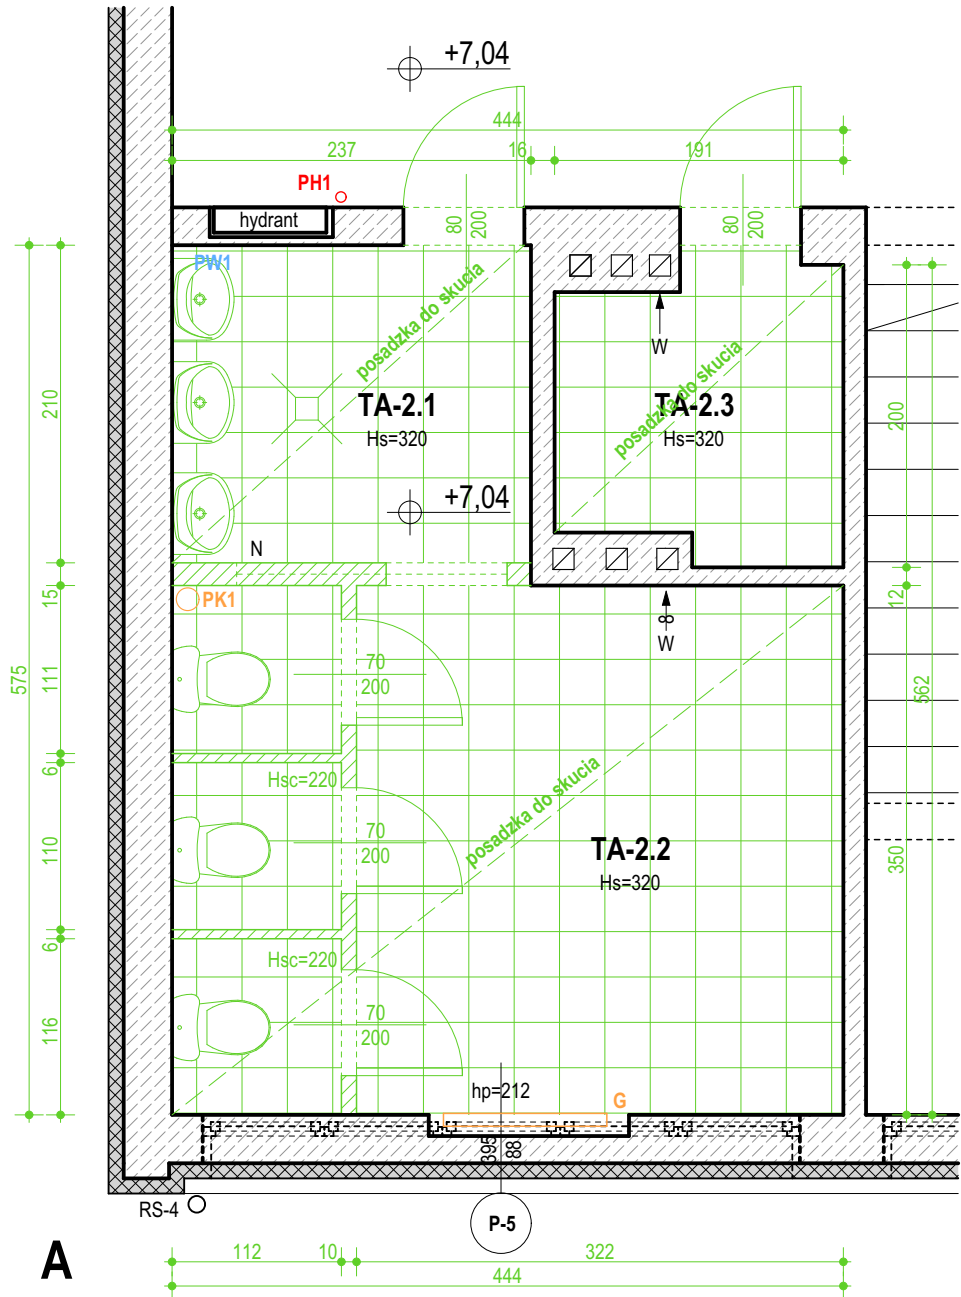 +7,04
444
237
16
191
PH1
hydrant
80
200
80
200
PW1
posadzka do skucia
W
posadzka do skucia
TA-2.1
Hs=320
TA-2.3
Hs=320
210
200
+7,04
N
15
PK1
12
8
W
70
200
575
111
562
6
Hsc=220
posadzka do skucia
70
200
110
TA-2.2
Hs=320
350
6
Hsc=220
70
200
116
hp=212
G
395
88
RS-4
P-5
A
112
10
322
444